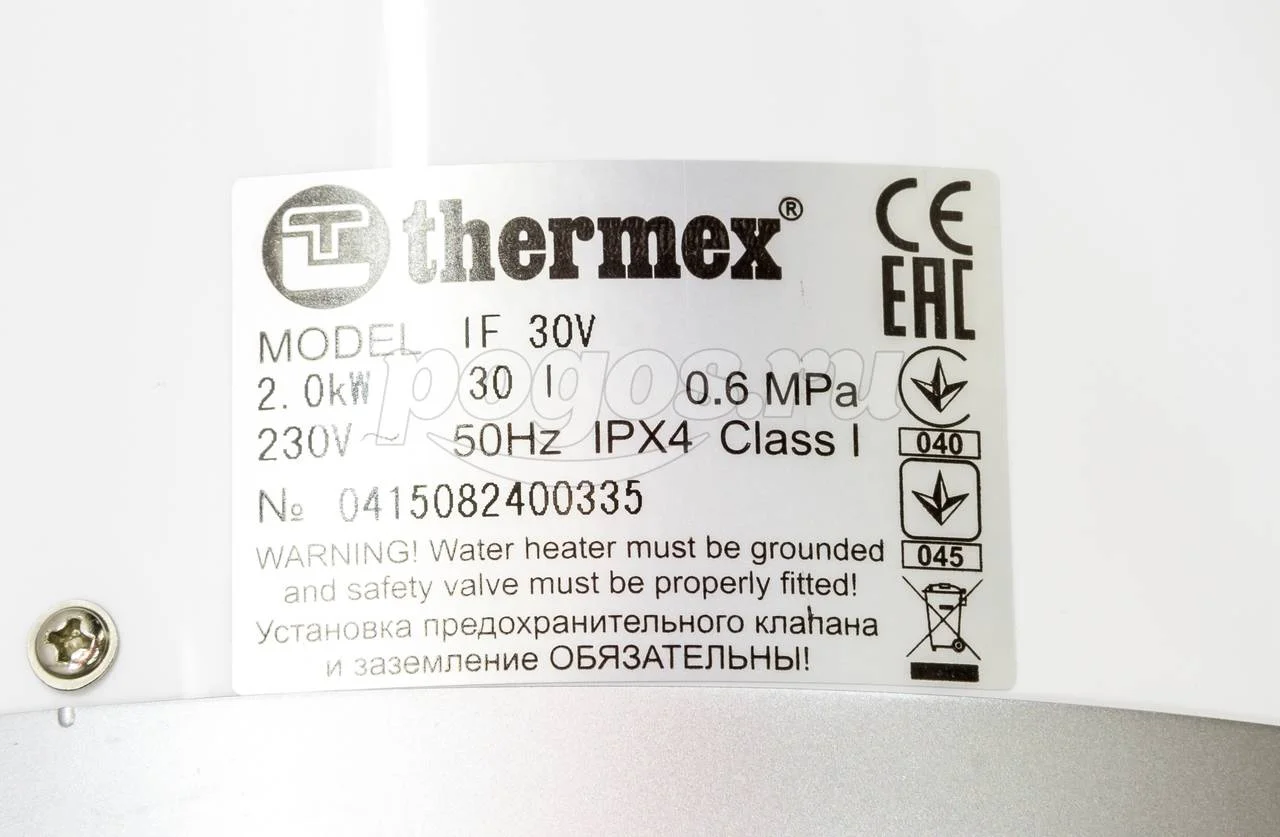 thermex®
CE
EAC
MODEL IF 30V
2.0kW 30 l 0.6 MPa
230V ~ 50Hz IPX4 Class I
040
№ 0415082400335
045
WARNING! Water heater must be grounded
and safety valve must be properly fitted!
Установка предохранительного клапана
и заземление ОБЯЗАТЕЛЬНЫ!
pogos.ru